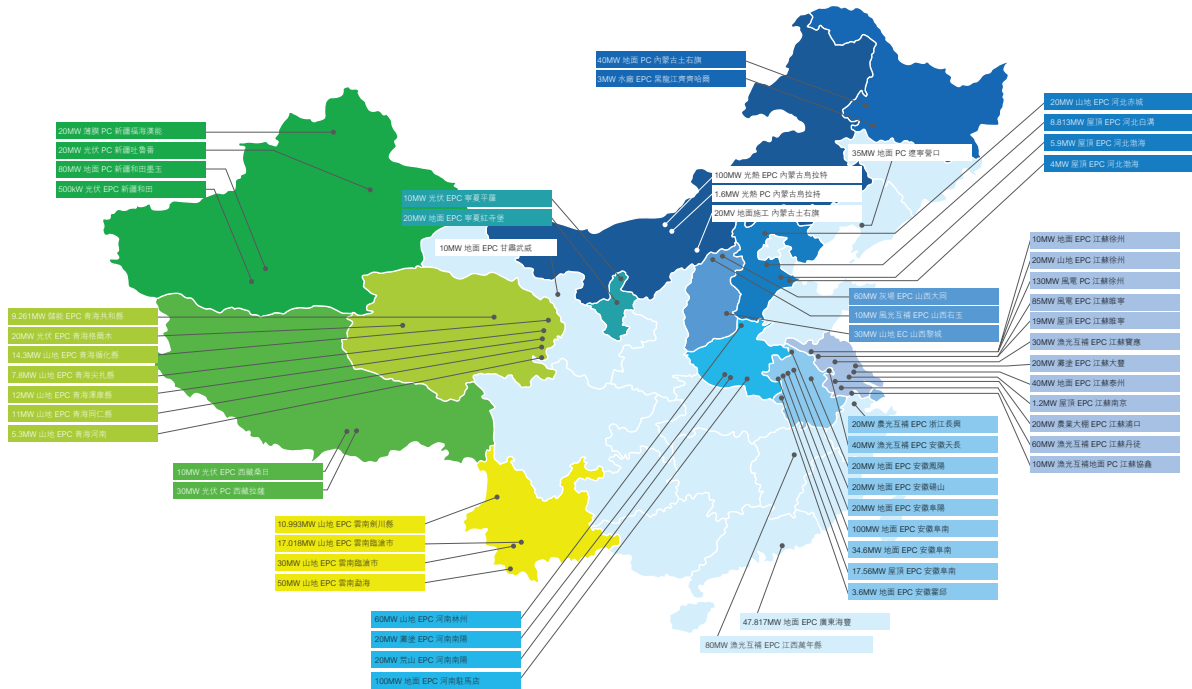 40MW 地面 PC 內蒙古土右旗
3MW 水廠 EPC 黑龍江齊齊哈爾
20MW 山地 EPC 河北赤城
8.813MW 屋頂 EPC 河北白溝
5.9MW 屋頂 EPC 河北渤海
4MW 屋頂 EPC 河北渤海
20MW 薄膜 PC 新疆福海漢能
20MW 光伏 PC 新疆吐魯番
80MW 地面 PC 新疆和田墨玉
500kW 光伏 EPC 新疆和田
35MW 地面 PC 遼寧營口
100MW 光熱 EPC 內蒙古烏拉特
1.6MW 光熱 PC 內蒙古烏拉特
20MV 地面施工 內蒙古土右旗
10MW 光伏 EPC 寧夏平羅
20MW 地面 EPC 寧夏紅寺堡
10MW 地面 EPC 甘肅武威
10MW 地面 EPC 江蘇徐州
20MW 山地 EPC 江蘇徐州
130MW 風電 PC 江蘇徐州
85MW 風電 EPC 江蘇睢寧
19MW 屋頂 EPC 江蘇睢寧
30MW 漁光互補 EPC 江蘇寶應
20MW 灘塗 EPC 江蘇大豐
40MW 地面 EPC 江蘇泰州
1.2MW 屋頂 EPC 江蘇南京
20MW 農業大棚 EPC 江蘇浦口
60MW 漁光互補 EPC 江蘇丹徒
10MW 漁光互補地面 PC 江蘇協鑫
60MW 灰場 EPC 山西大同
10MW 風光互補 EPC 山西右玉
30MW 山地 EC 山西黎城
9.261MW 儲能 EPC 青海共和縣
20MW 光伏 EPC 青海格爾木
14.3MW 山地 EPC 青海循化縣
7.8MW 山地 EPC 青海尖扎縣
12MW 山地 EPC 青海澤庫縣
11MW 山地 EPC 青海同仁縣
5.3MW 山地 EPC 青海河南
20MW 農光互補 EPC 浙江長興
40MW 漁光互補 EPC 安徽天長
20MW 地面 EPC 安徽鳳陽
20MW 地面 EPC 安徽碭山
20MW 地面 EPC 安徽阜陽
100MW 地面 EPC 安徽阜南
34.6MW 地面 EPC 安徽阜南
17.56MW 屋頂 EPC 安徽阜南
3.6MW 地面 EPC 安徽霍邱
10MW 光伏 EPC 西藏桑日
30MW 光伏 PC 西藏拉薩
10.993MW 山地 EPC 雲南劍川縣
17.018MW 山地 EPC 雲南臨滄市
30MW 山地 EPC 雲南臨滄市
50MW 山地 EPC 雲南勐海
60MW 山地 EPC 河南林州
20MW 灘塗 EPC 河南南陽
20MW 荒山 EPC 河南南陽
100MW 地面 EPC 河南駐馬店
47.817MW 地面 EPC 廣東海豐
80MW 漁光互補 EPC 江西萬年縣